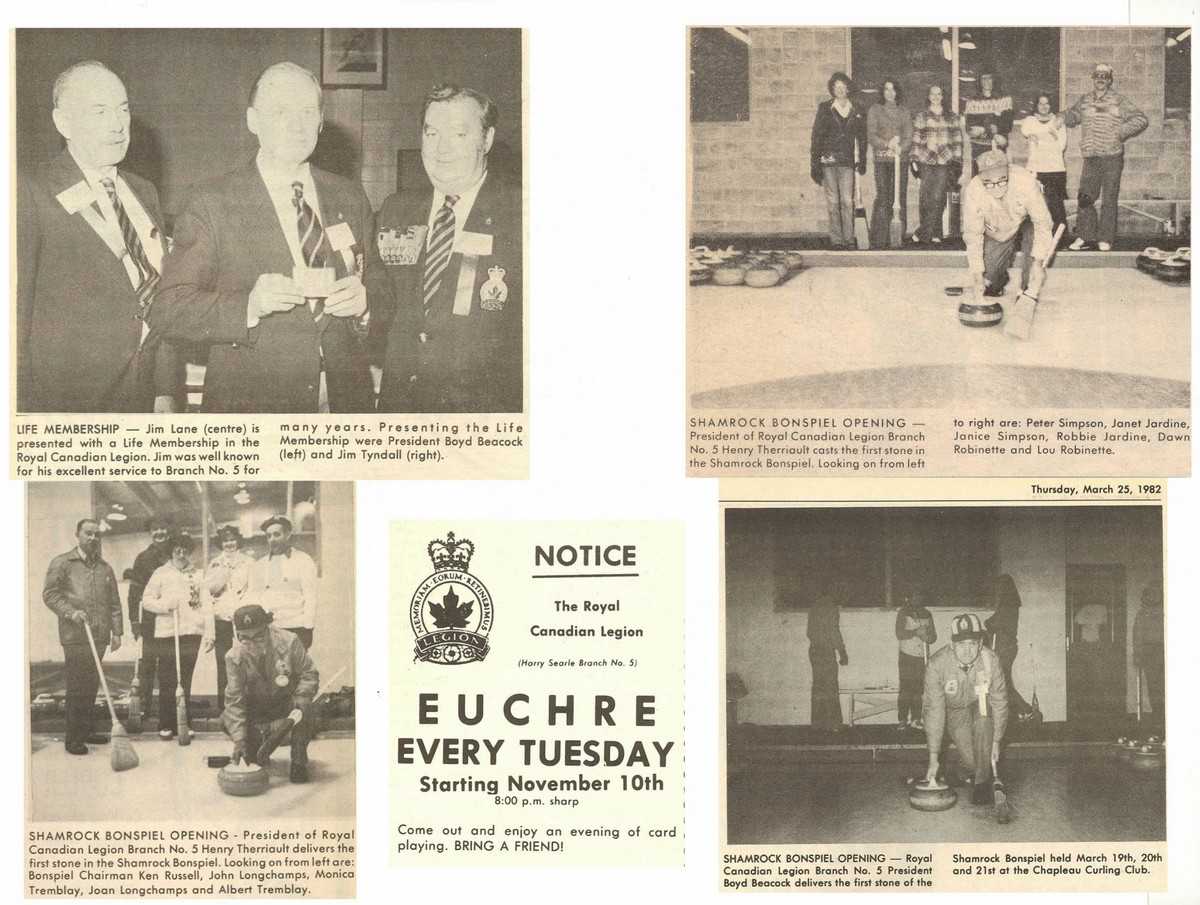 LIFE MEMBERSHIP — Jim Lane (centre) is
presented with a Life Membership in the
Royal Canadian Legion. Jim was well known
for his excellent service to Branch No. 5 for
many years. Presenting the Life
Membership were President Boyd Beacock
(left) and Jim Tyndall (right).
SHAMROCK BONSPIEL OPENING —
President of Royal Canadian Legion Branch
No. 5 Henry Therriault casts the first stone in
the Shamrock Bonspiel. Looking on from left
to right are: Peter Simpson, Janet Jardine,
Janice Simpson, Robbie Jardine, Dawn
Robinette and Lou Robinette.
SHAMROCK BONSPIEL OPENING - President of Royal
Canadian Legion Branch No. 5 Henry Therriault delivers the
first stone in the Shamrock Bonspiel. Looking on from left are:
Bonspiel Chairman Ken Russell, John Longchamps, Monica
Tremblay, Joan Longchamps and Albert Tremblay.
MEMORIAM·EORUM·RETINEBIMUS
LEGION
NOTICE
The Royal
Canadian Legion
(Harry Searle Branch No. 5)
EUCHRE
EVERY TUESDAY
Starting November 10th
8:00 p.m. sharp
Come out and enjoy an evening of card
playing. BRING A FRIEND!
Thursday, March 25, 1982
SHAMROCK BONSPIEL OPENING — Royal
Canadian Legion Branch No. 5 President
Boyd Beacock delivers the first stone of the
Shamrock Bonspiel held March 19th, 20th
and 21st at the Chapleau Curling Club.